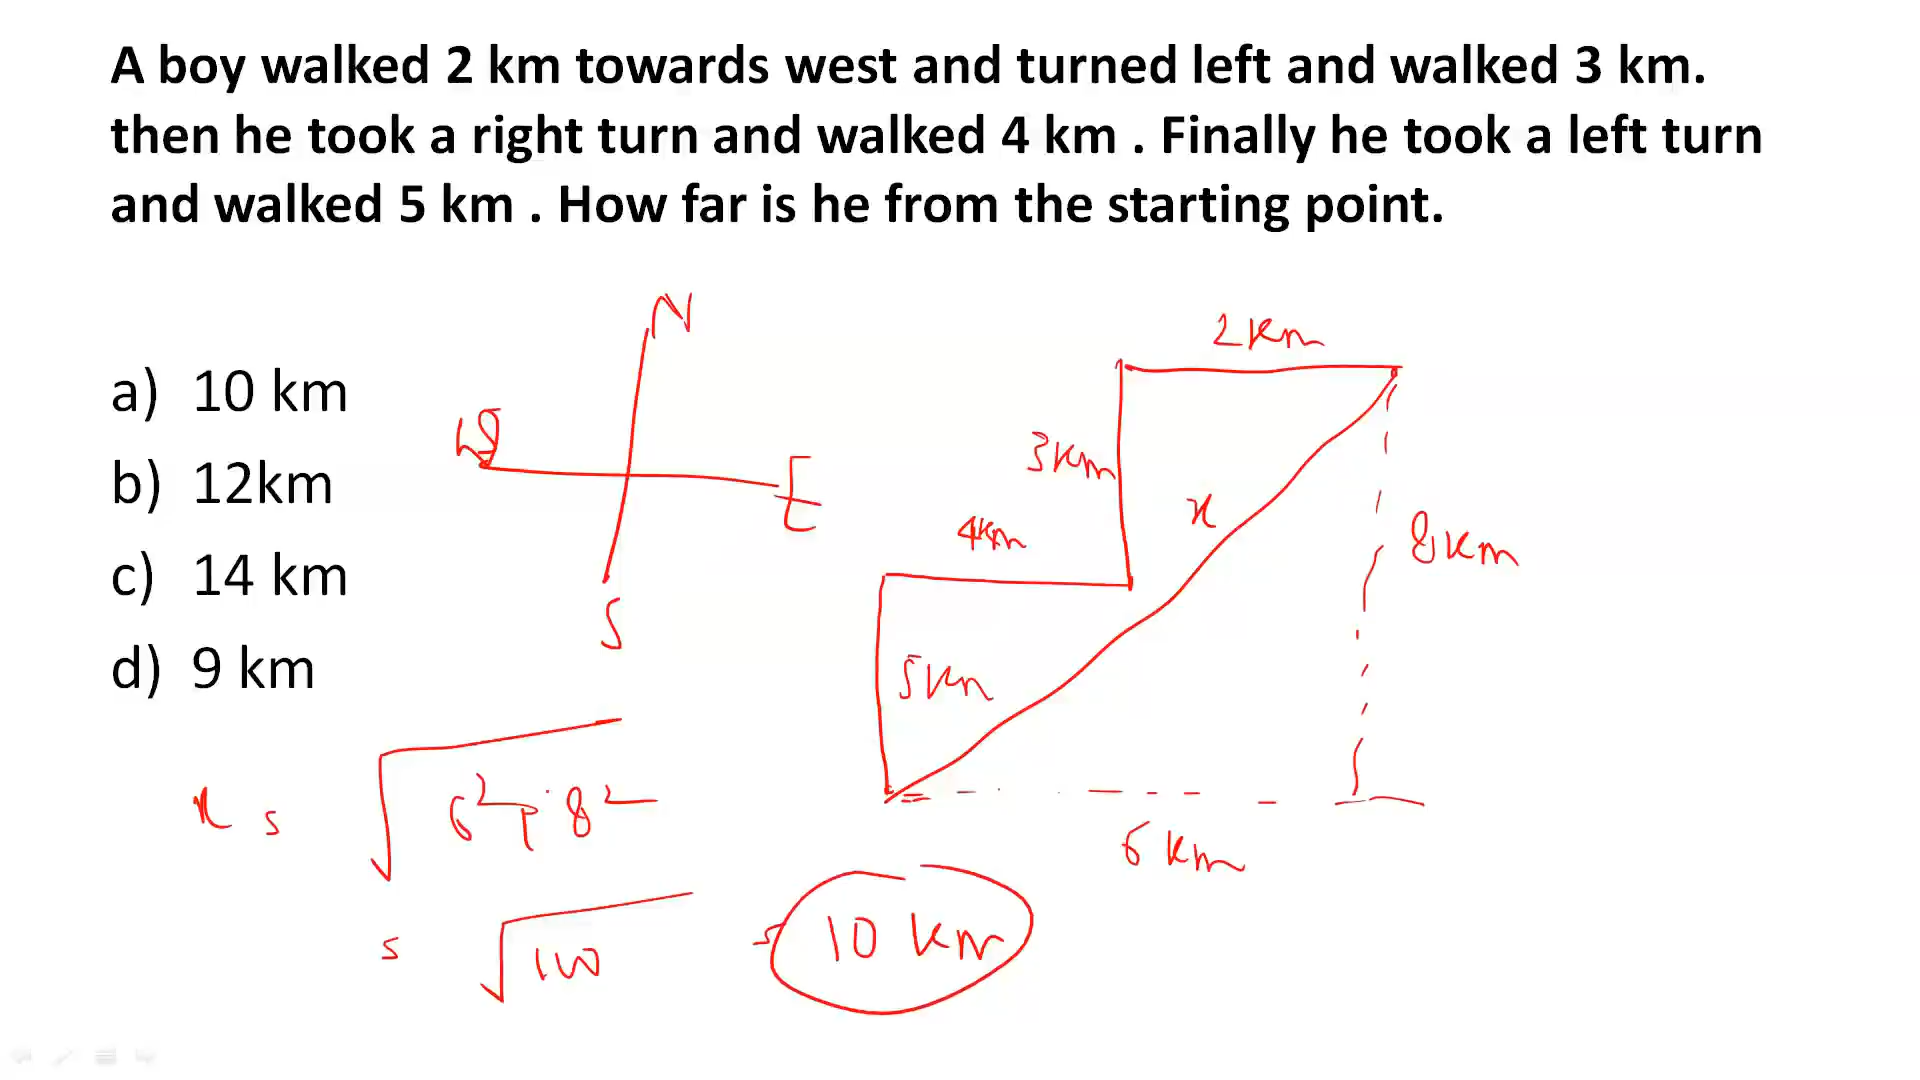 A boy walked 2 km towards west and turned left and walked 3 km.
then he took a right turn and walked 4 km . Finally he took a left turn
and walked 5 km . How far is he from the starting point.
N
2km
a) 10 km
W
3km
E
b) 12km
x
4km
8km
c) 14 km
S
d) 9 km
5km
x = √6²+8²
6 km
= √100 = 10 km